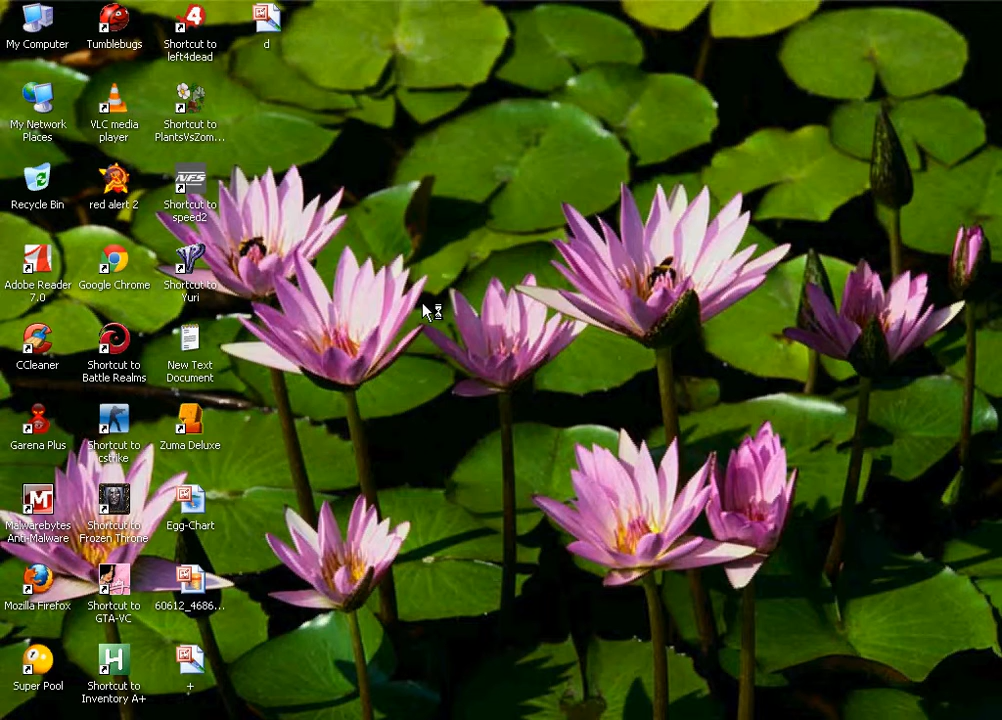 My Computer
Tumblebugs
Shortcut to
left4dead
d
My Network
Places
VLC media
player
Shortcut to
PlantsVsZom...
Recycle Bin
red alert 2
NFS
Shortcut to
speed2
Adobe Reader
7.0
Google Chrome
Shortcut to
Yuri
CCleaner
Shortcut to
Battle Realms
New Text
Document
Garena Plus
Shortcut to
cstrike
Zuma Deluxe
Malwarebytes
Anti-Malware
Shortcut to
Frozen Throne
Egg-Chart
Mozilla Firefox
Shortcut to
GTA-VC
60612_4686...
Super Pool
Shortcut to
Inventory A+
+